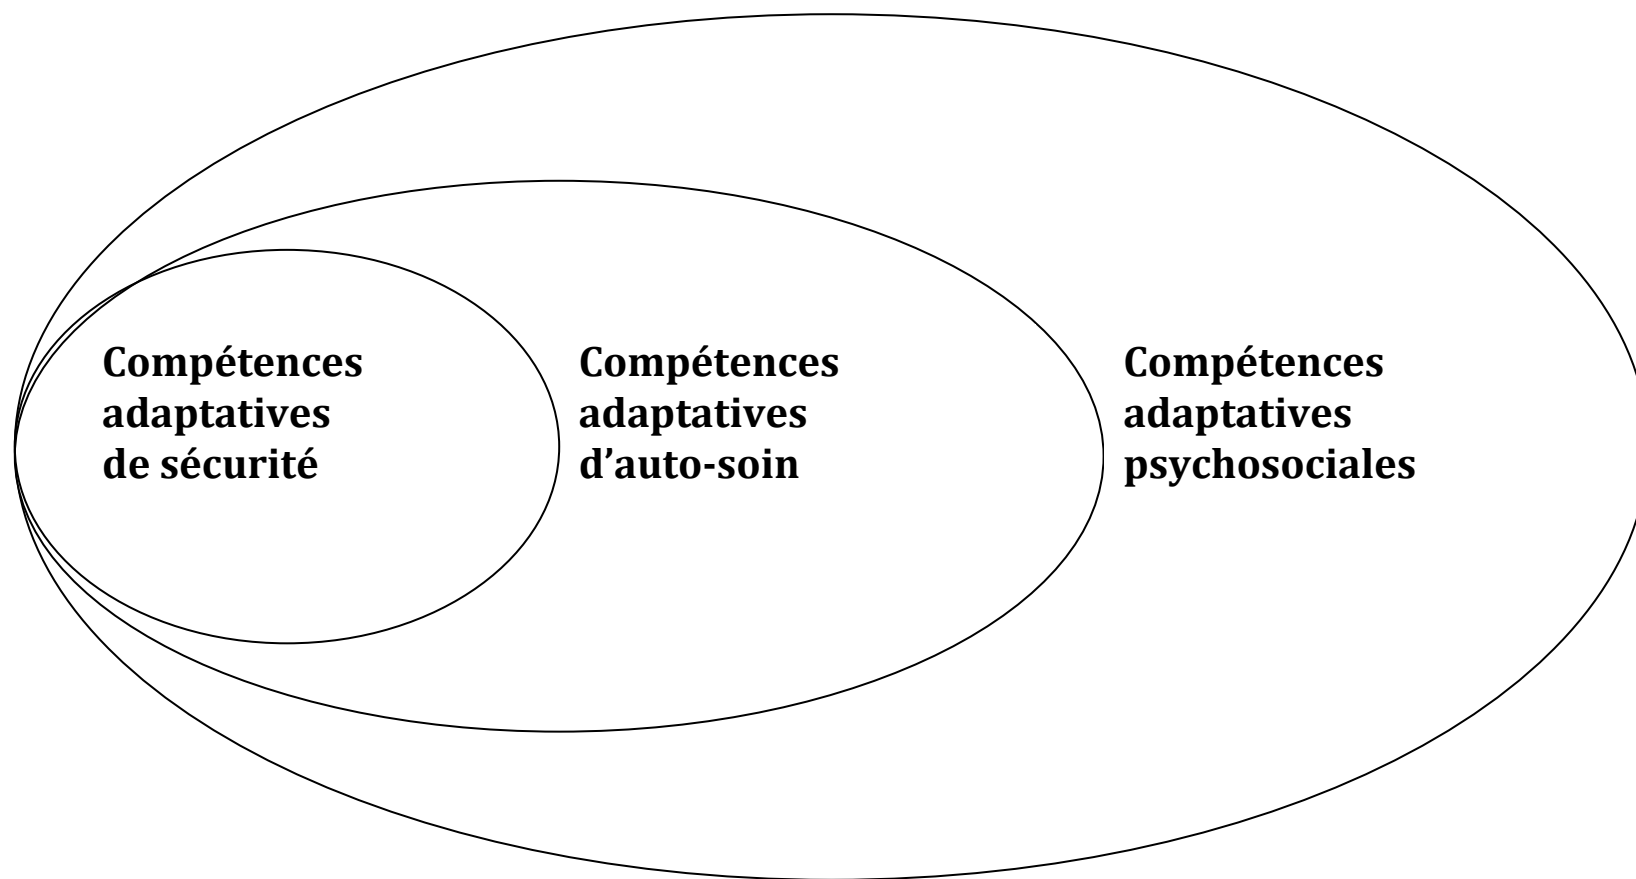 Compétences
adaptatives
de sécurité
Compétences
adaptatives
d’auto-soin
Compétences
adaptatives
psychosociales